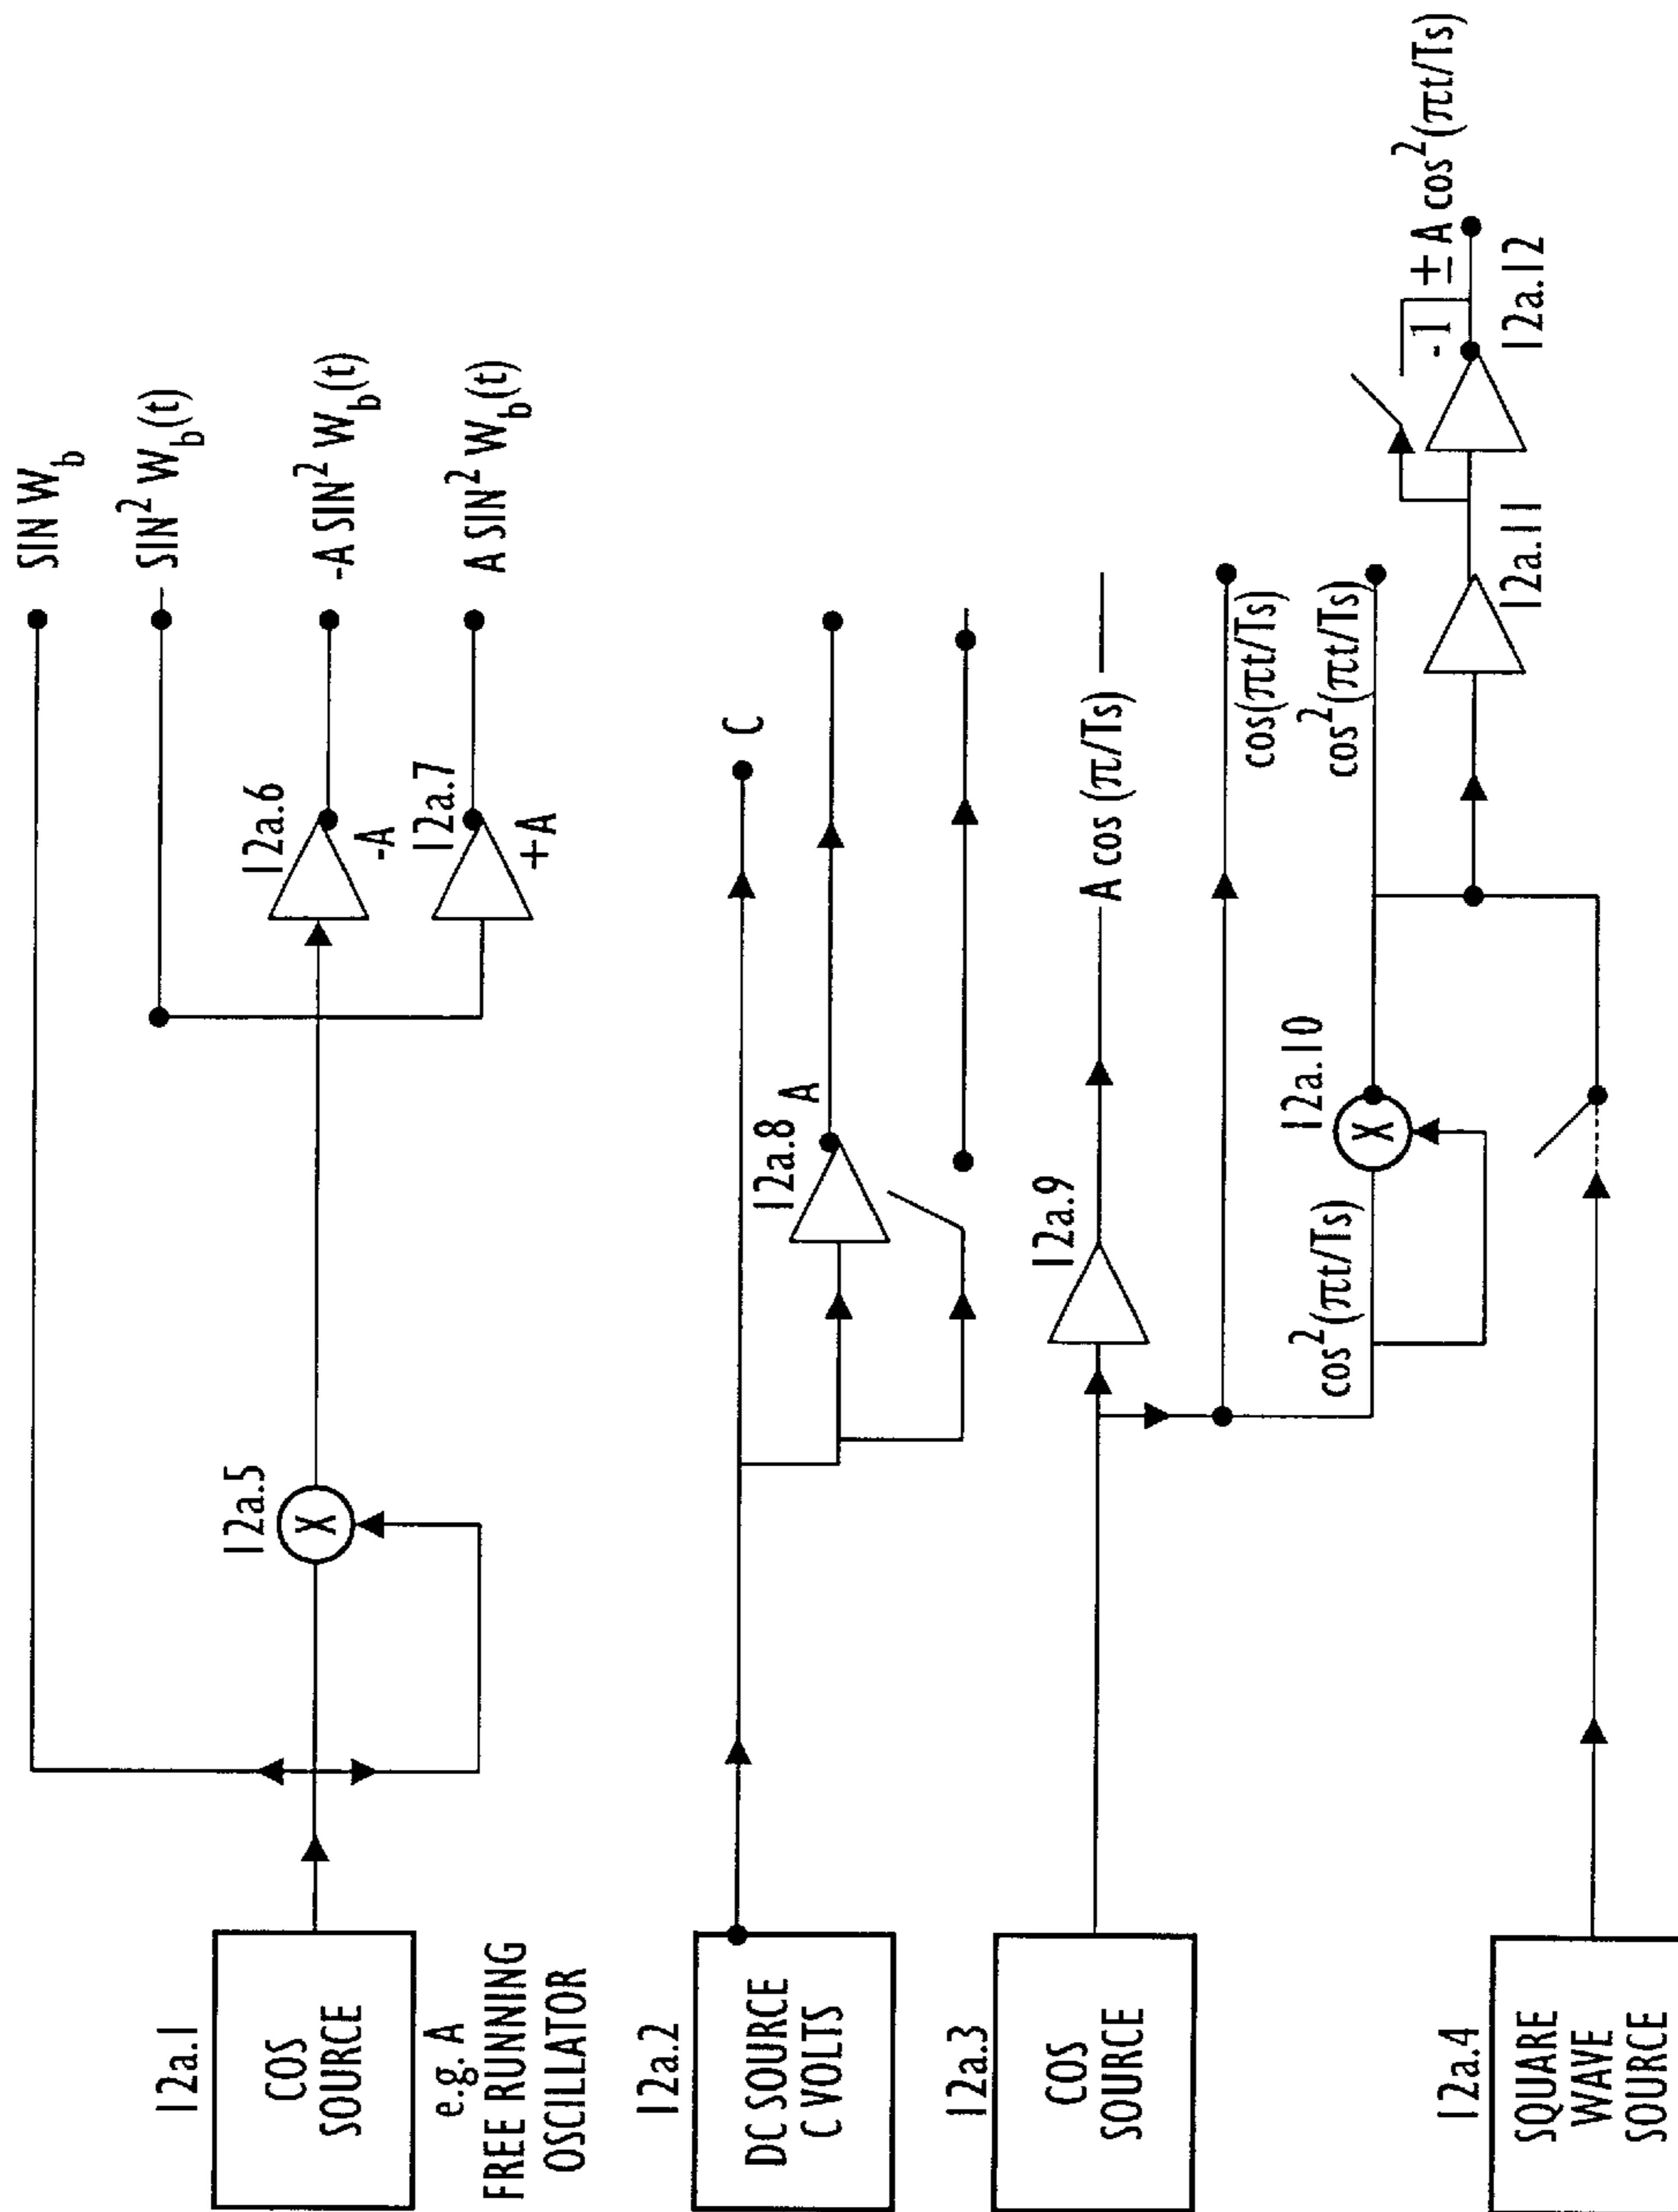 SIN W_b
SIN² W_b(t)
-A SIN² W_b(t)
A SIN² W_b(t)
12a.6
-A
12a.7
+A
12a.5
X
12a.1
COS
SOURCE
e.g. A
FREE RUNNING
OSCILLATOR
C
12a.8
A
12a.2
DC SOURCE
C VOLTS
A cos (π/Ts)
12a.9
12a.3
COS
SOURCE
cos(πt/Ts)
cos²(πt/Ts)
12a.10
X
cos²(πt/Ts)
-1
± A cos²(πt/Ts)
12a.11
12a.12
12a.4
SQUARE
WAVE
SOURCE